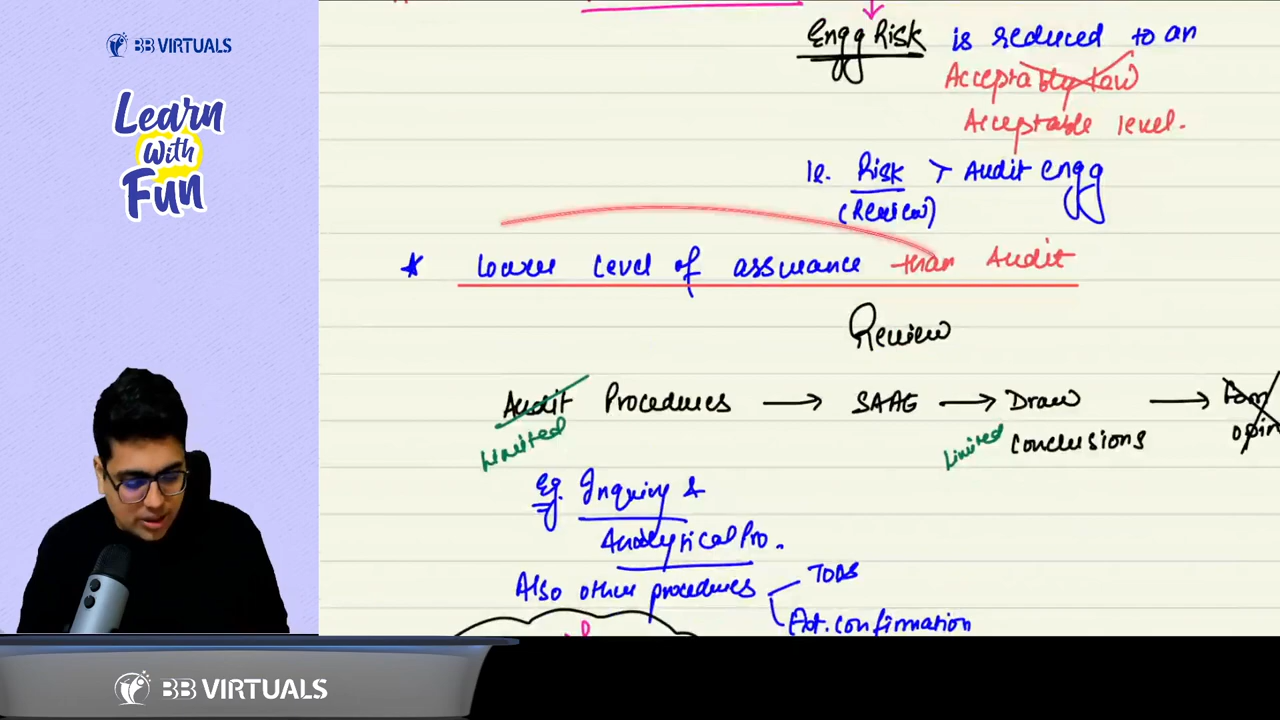 BB VIRTUALS
Learn
With
Fun
Engg Risk is reduced to an
Acceptably Low
Acceptable level.
Ie. Risk > Audit engg
(Review)
* Lower Level of assurance than Audit
Review
Audit Procedures → SAAE → Draw → Form
Limited Limited Conclusions opin
Eg. Inquiry &
Analytical Pro.
Also other procedures TODs
Ext. confirmation
BB VIRTUALS